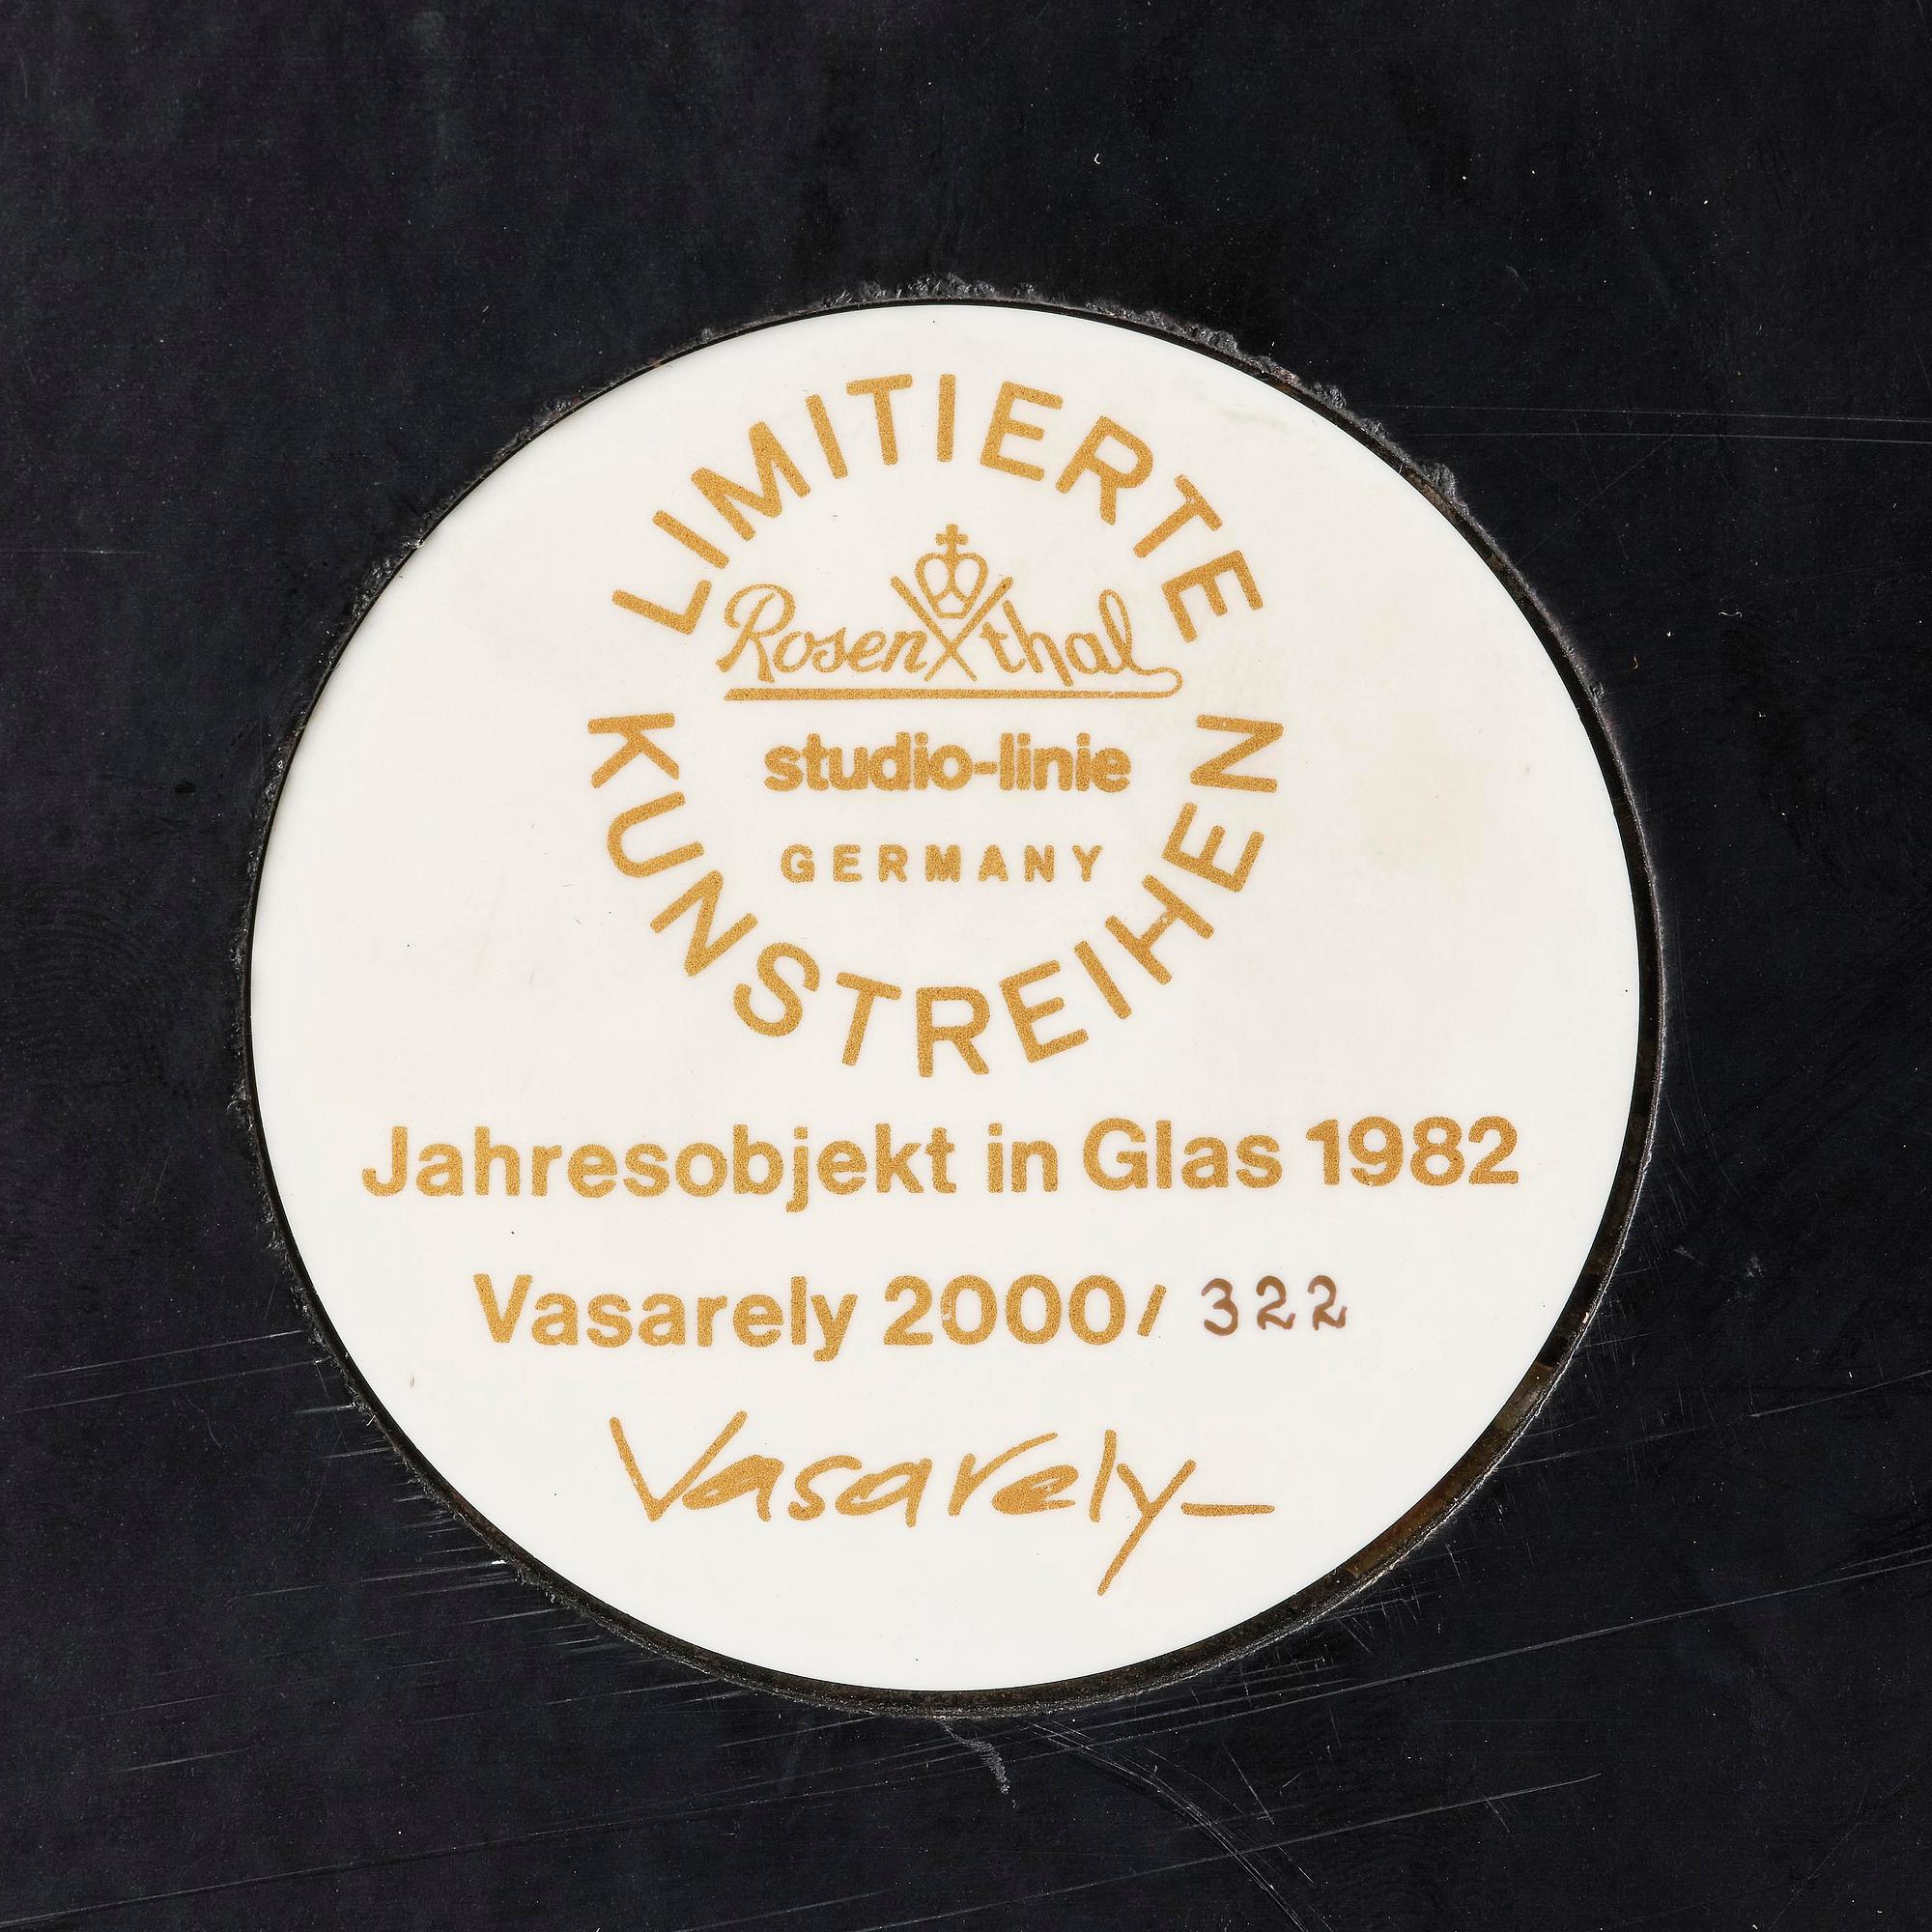 LIMITIERTE
Rosenthal
studio-linie
GERMANY
KUNSTREIHEN
Jahresobjekt in Glas 1982
Vasarely 2000/ 322
Vasarely